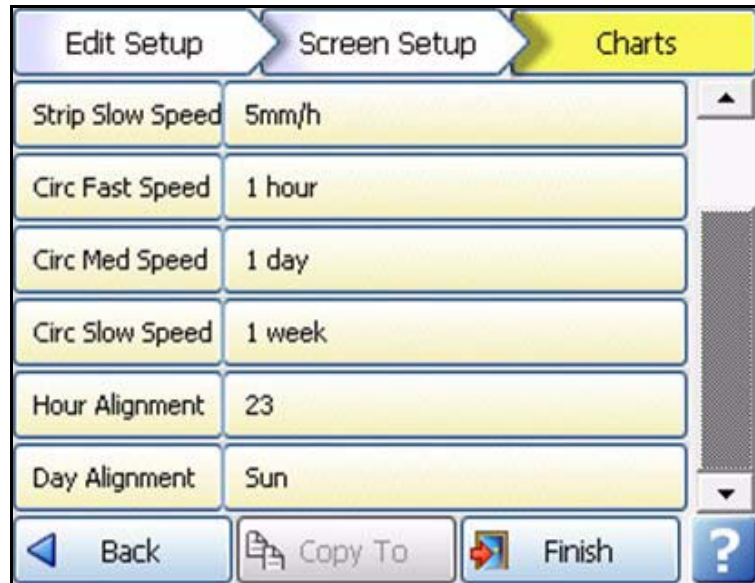 Edit Setup Screen Setup Charts
Strip Slow Speed 5mm/h
Circ Fast Speed 1 hour
Circ Med Speed 1 day
Circ Slow Speed 1 week
Hour Alignment 23
Day Alignment Sun
Back Copy To Finish ?